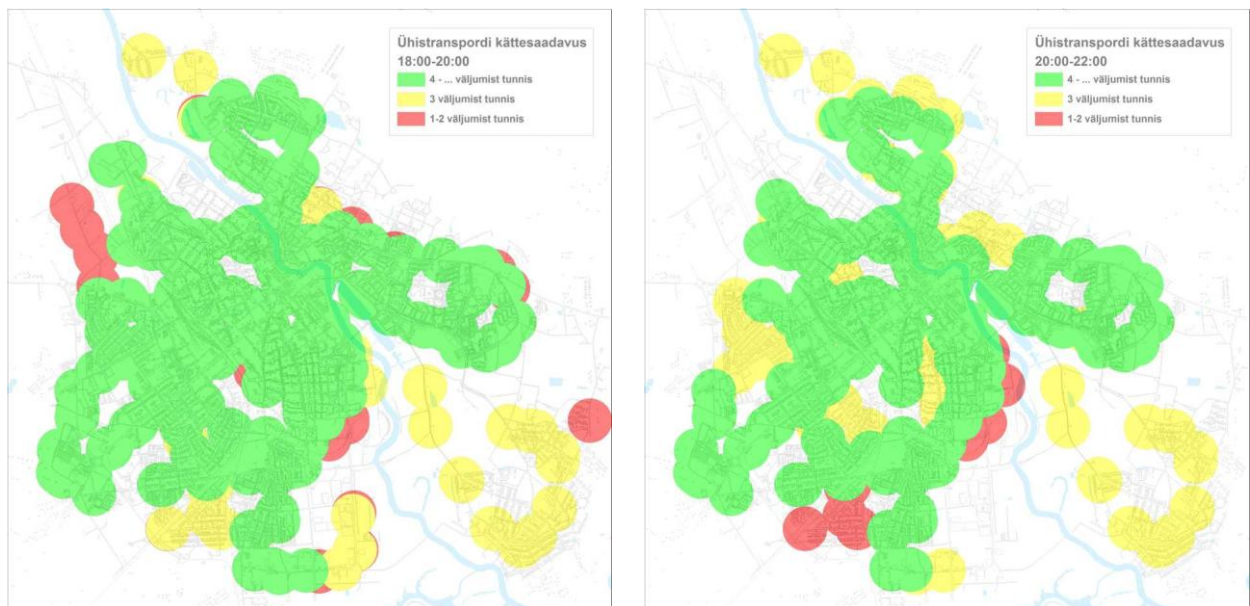 Ühistranspordi kättesaadavus
18:00-20:00
4 - ... väljumist tunnis
3 väljumist tunnis
1-2 väljumist tunnis
Ühistranspordi kättesaadavus
20:00-22:00
4 - ... väljumist tunnis
3 väljumist tunnis
1-2 väljumist tunnis